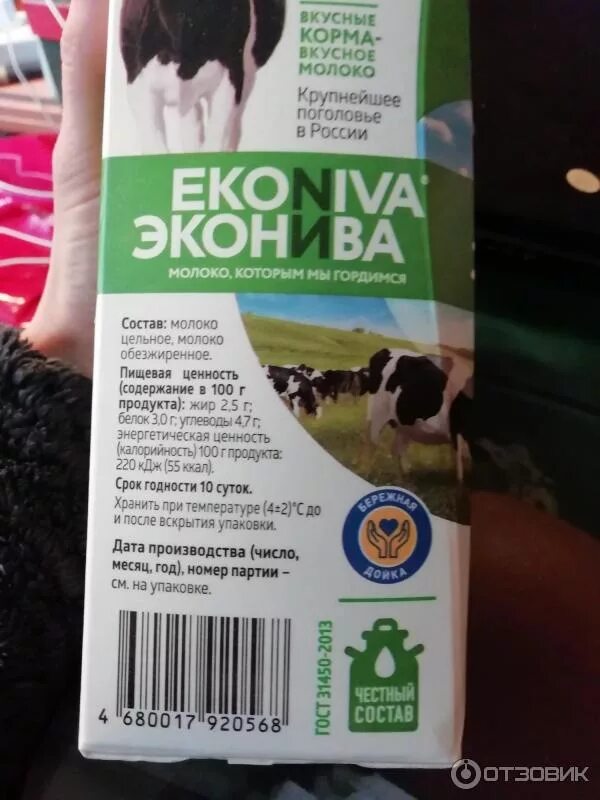 ВКУСНЫЕ
КОРМА-
ВКУСНОЕ
МОЛОКО
Крупнейшее
поголовье
в России
EKONIVA
ЭКОНИВА
МОЛОКО, КОТОРЫМ МЫ ГОРДИМСЯ
Состав: молоко
цельное, молоко
обезжиренное.
Пищевая ценность
(содержание в 100 г
продукта): жир 2,5 г;
белок 3,0 г; углеводы 4,7 г;
энергетическая ценность
(калорийность) 100 г продукта:
220 кДж (55 ккал).
Срок годности 10 суток.
Хранить при температуре (4±2)°С до
и после вскрытия упаковки.
Дата производства (число,
месяц, год), номер партии –
см. на упаковке.
БЕРЕЖНАЯ
ДОЙКА
4 680017 920568
ГОСТ 31450-2013
ЧЕСТНЫЙ
СОСТАВ
ОТЗОВИК